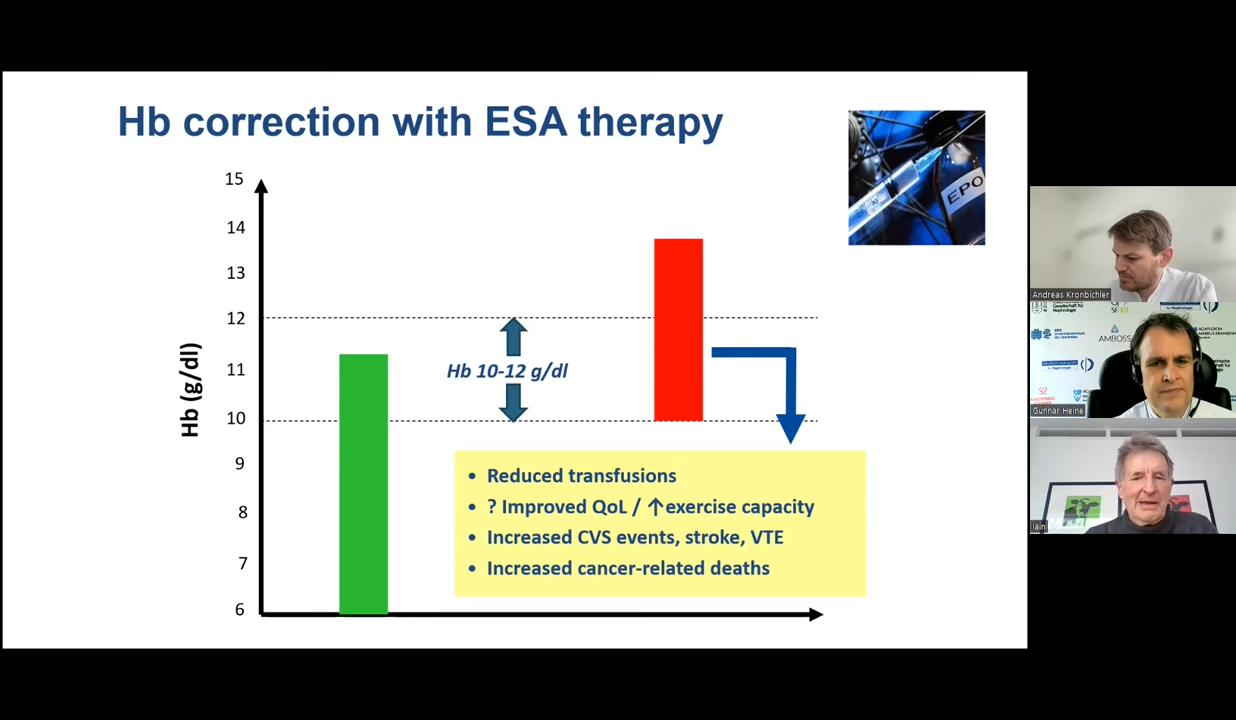 Hb correction with ESA therapy
EPO
15
14
13
12
11
10
9
8
7
6
Hb (g/dl)
Hb 10-12 g/dl
• Reduced transfusions
• ? Improved QoL / ↑exercise capacity
• Increased CVS events, stroke, VTE
• Increased cancer-related deaths
Andreas Kronbichler
AMBOSS
Gunnar Heine
iain